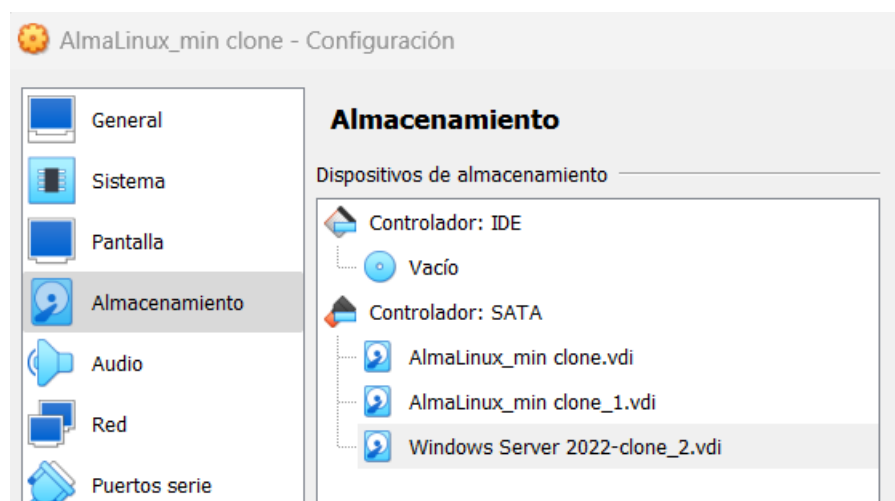 AlmaLinux_min clone - Configuración
General
Sistema
Pantalla
Almacenamiento
Audio
Red
Puertos serie
Almacenamiento
Dispositivos de almacenamiento
Controlador: IDE
Vacío
Controlador: SATA
AlmaLinux_min clone.vdi
AlmaLinux_min clone_1.vdi
Windows Server 2022-clone_2.vdi